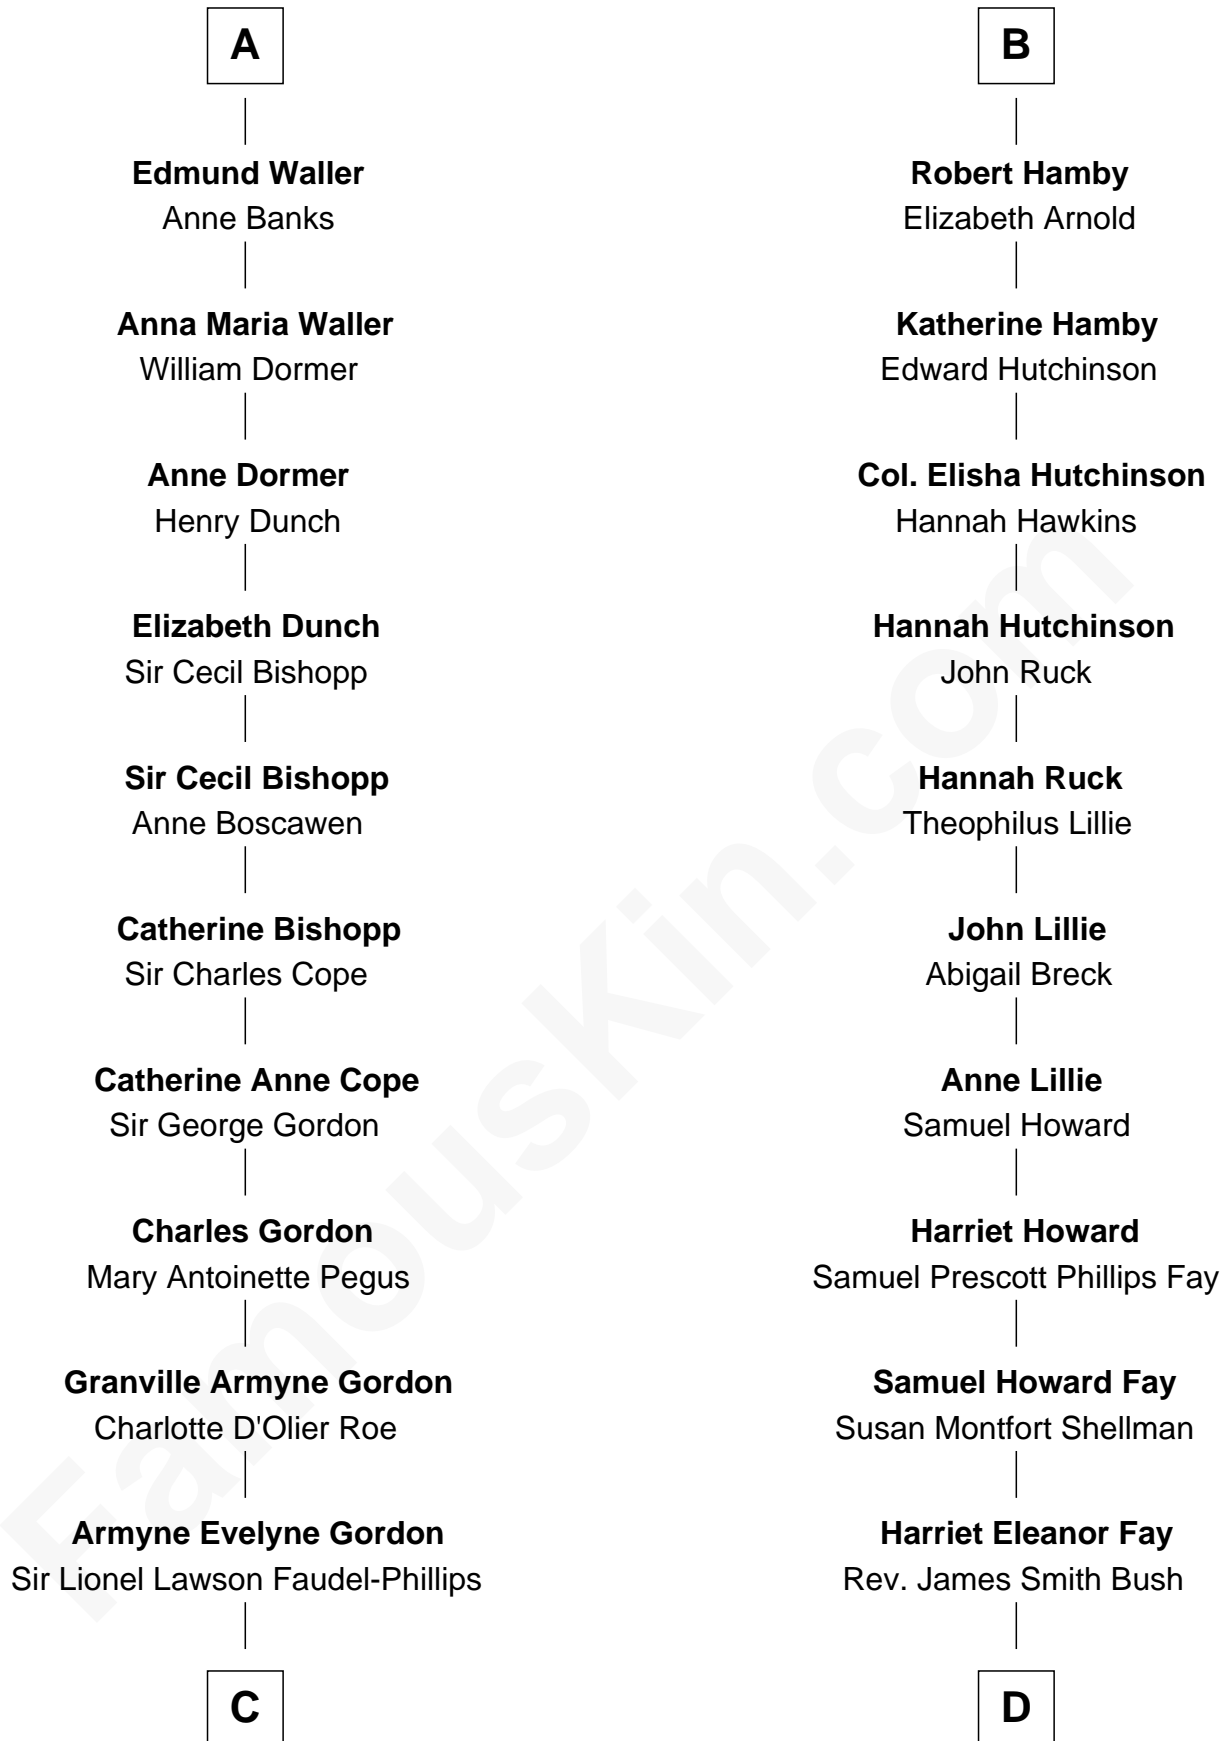 A
Edmund Waller
Anne Banks
Anna Maria Waller
William Dormer
Anne Dormer
Henry Dunch
Elizabeth Dunch
Sir Cecil Bishopp
Sir Cecil Bishopp
Anne Boscawen
Catherine Bishopp
Sir Charles Cope
Catherine Anne Cope
Sir George Gordon
Charles Gordon
Mary Antoinette Pegus
Granville Armyne Gordon
Charlotte D'Olier Roe
Armyne Evelyne Gordon
Sir Lionel Lawson Faudel-Phillips
C
B
Robert Hamby
Elizabeth Arnold
Katherine Hamby
Edward Hutchinson
Col. Elisha Hutchinson
Hannah Hawkins
Hannah Hutchinson
John Ruck
Hannah Ruck
Theophilus Lillie
John Lillie
Abigail Breck
Anne Lillie
Samuel Howard
Harriet Howard
Samuel Prescott Phillips Fay
Samuel Howard Fay
Susan Montfort Shellman
Harriet Eleanor Fay
Rev. James Smith Bush
D
FamousKin.com